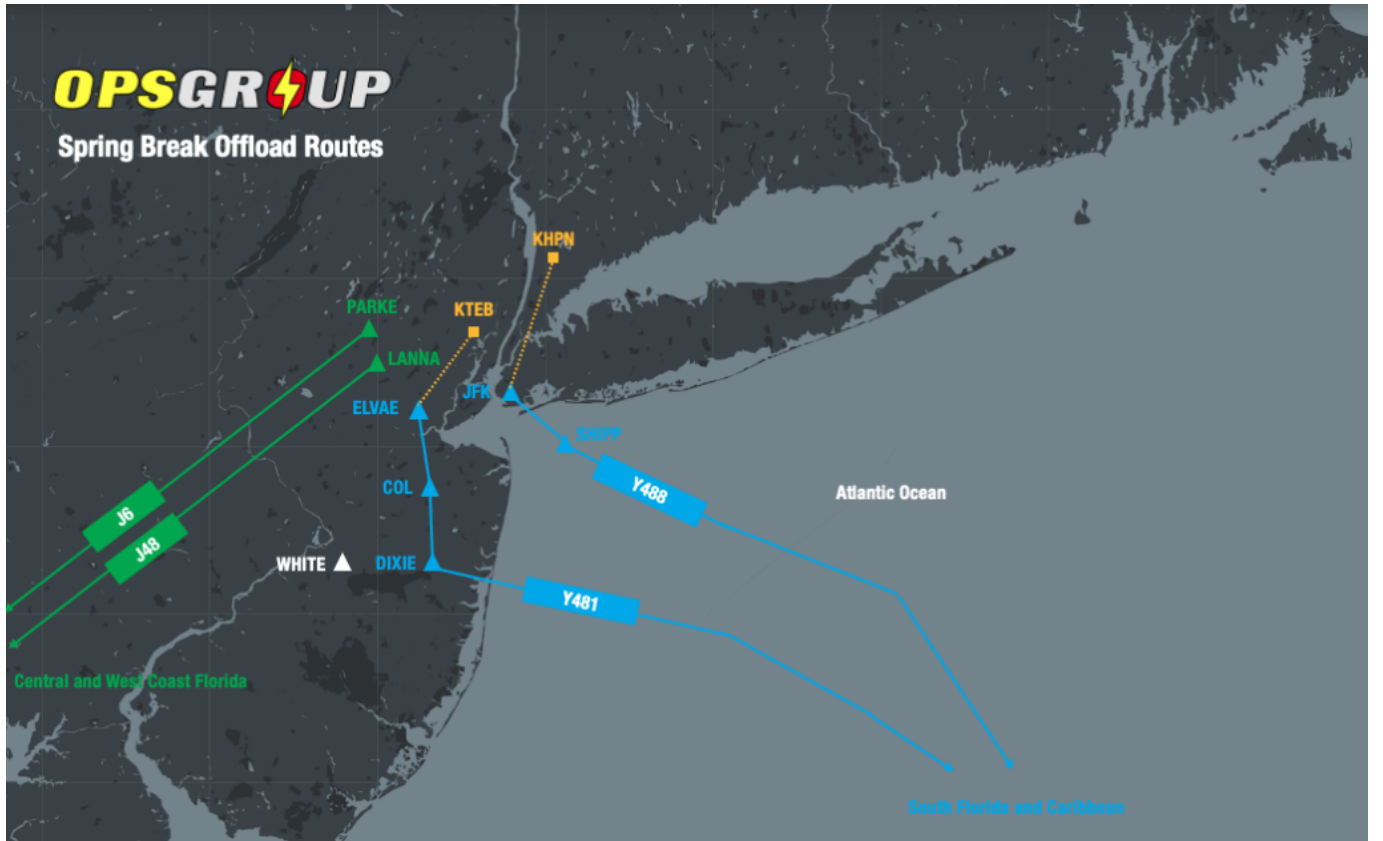 OPSGROUP
Spring Break Offload Routes
KHPN
PARKE
KTEB
LANNA
JFK
ELVAE
SHIPP
COL
Y488
Atlantic Ocean
J6
J48
WHITE
DIXIE
Y481
Central and West Coast Florida
South Florida and Caribbean